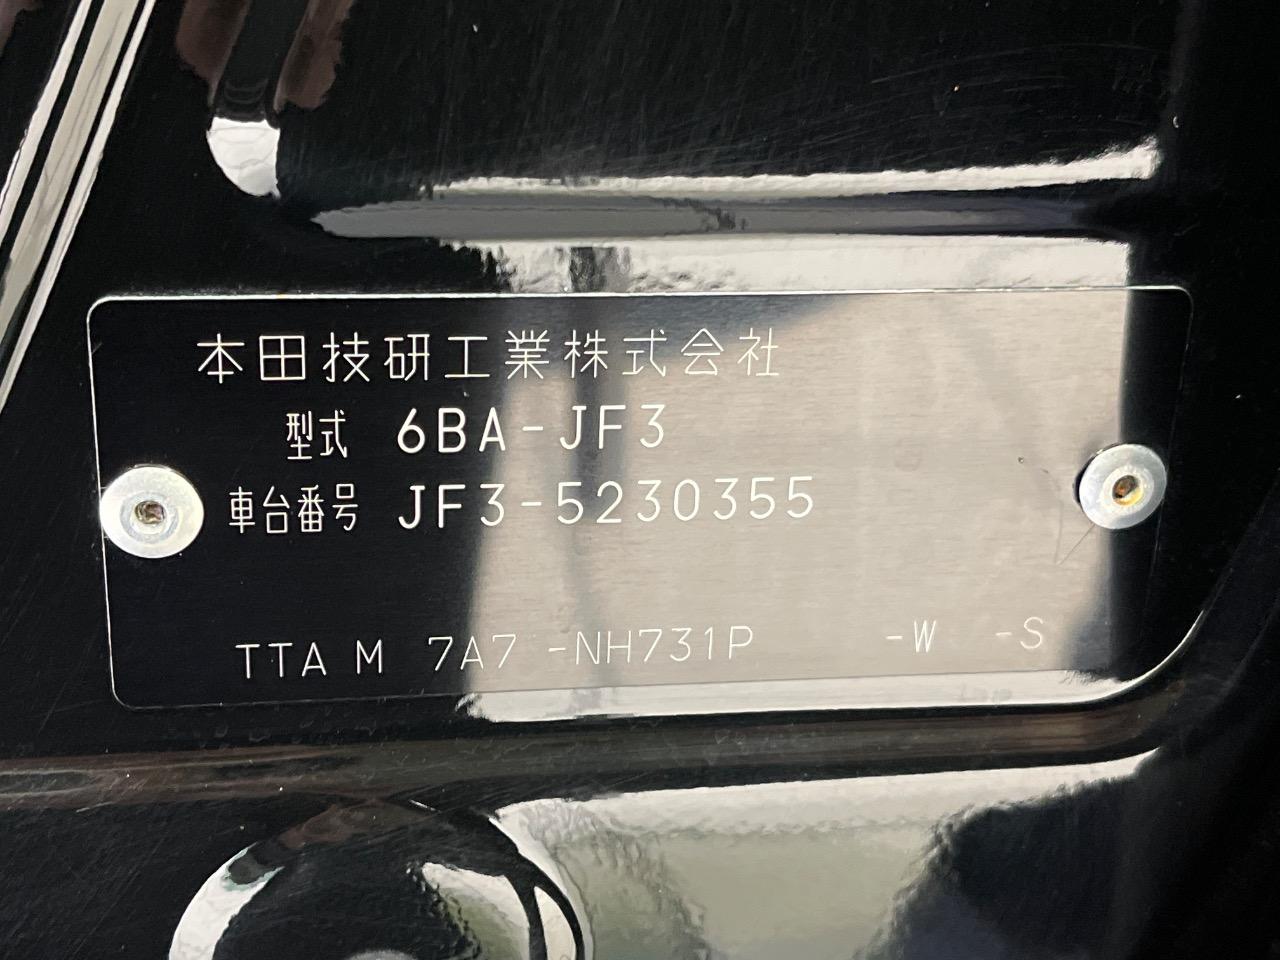 本田技研工業株式会社
型式 6BA-JF3
車台番号 JF3-5230355
TTA M 7A7 -NH731P -W -S